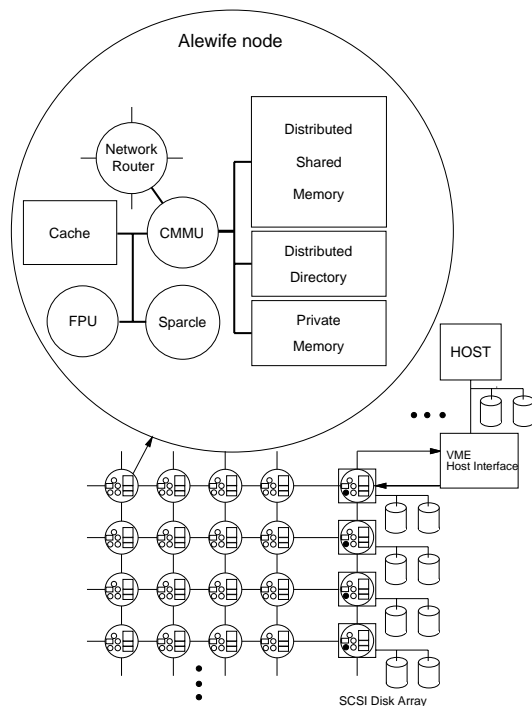 Alewife node
Network
Router
Distributed
Shared
Memory
Cache
CMMU
Distributed
Directory
FPU
Sparcle
Private
Memory
HOST
VME
Host Interface
SCSI Disk Array